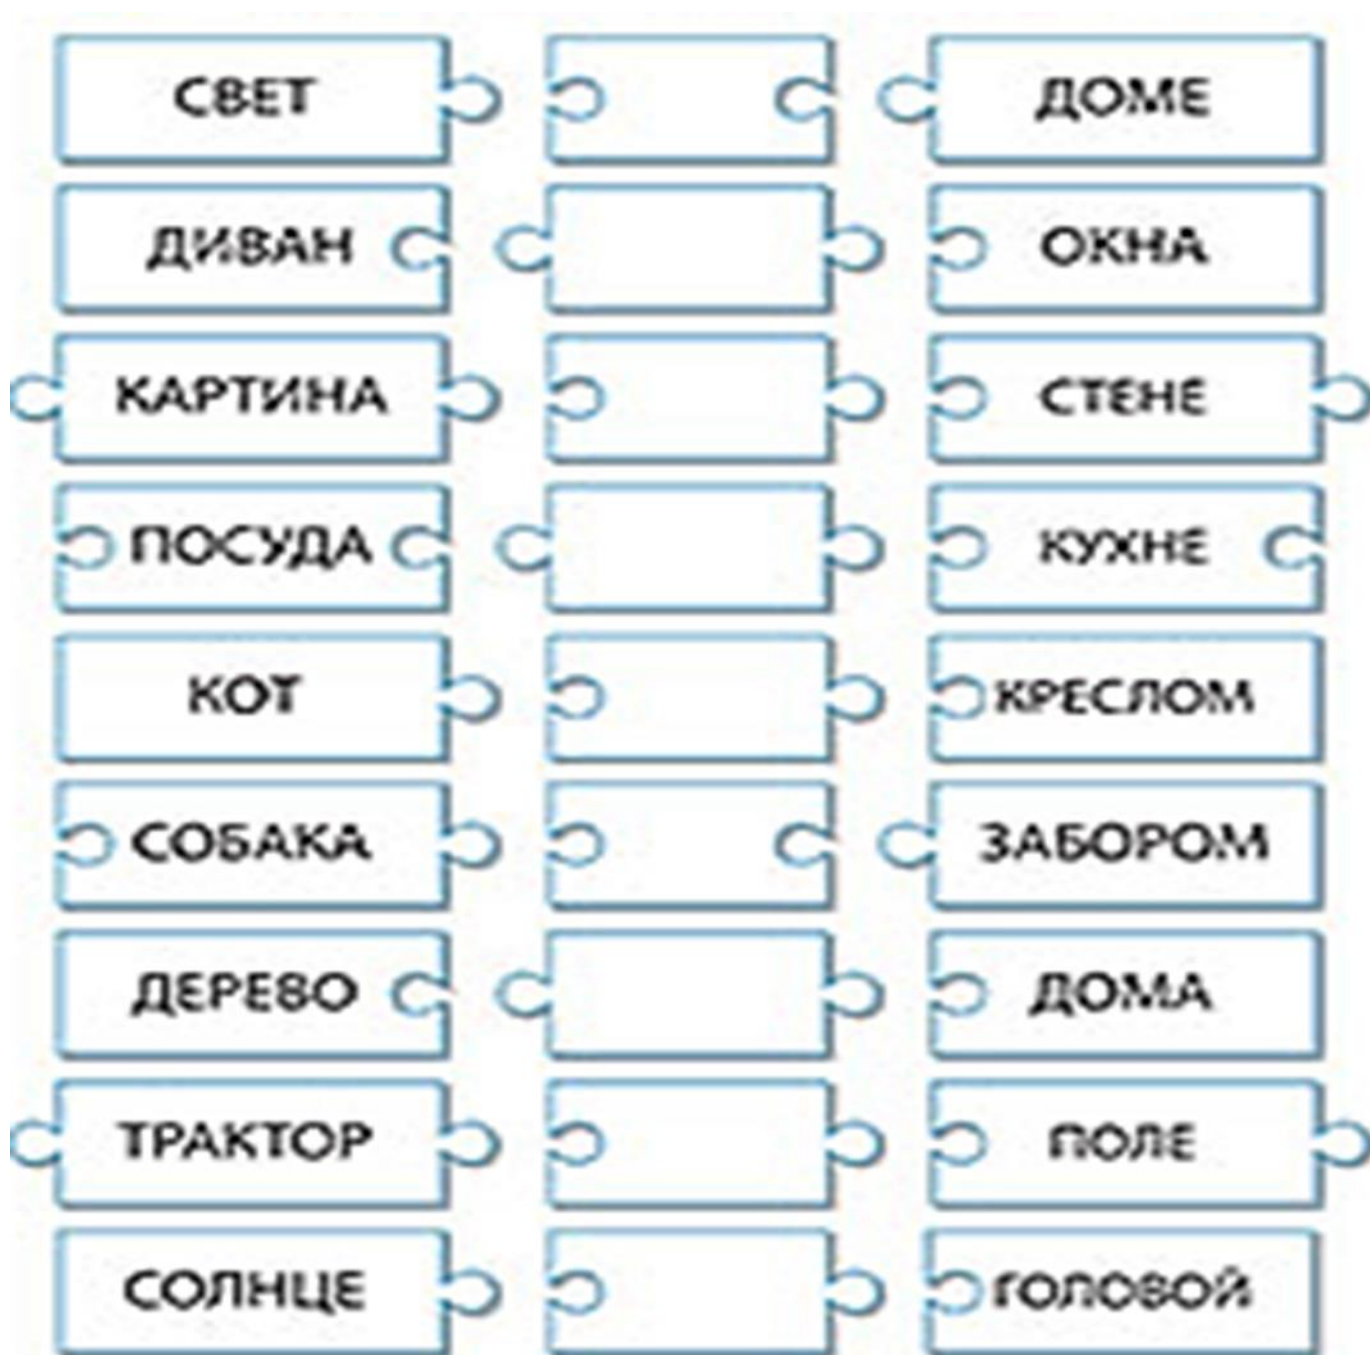 СВЕТ ДОМЕ
ДИВАН ОКНА
КАРТИНА СТЕНЕ
ПОСУДА КУХНЕ
КОТ КРЕСЛОМ
СОБАКА ЗАБОРОМ
ДЕРЕВО ДОМА
ТРАКТОР ПОЛЕ
СОЛНЦЕ ГОЛОВОЙ